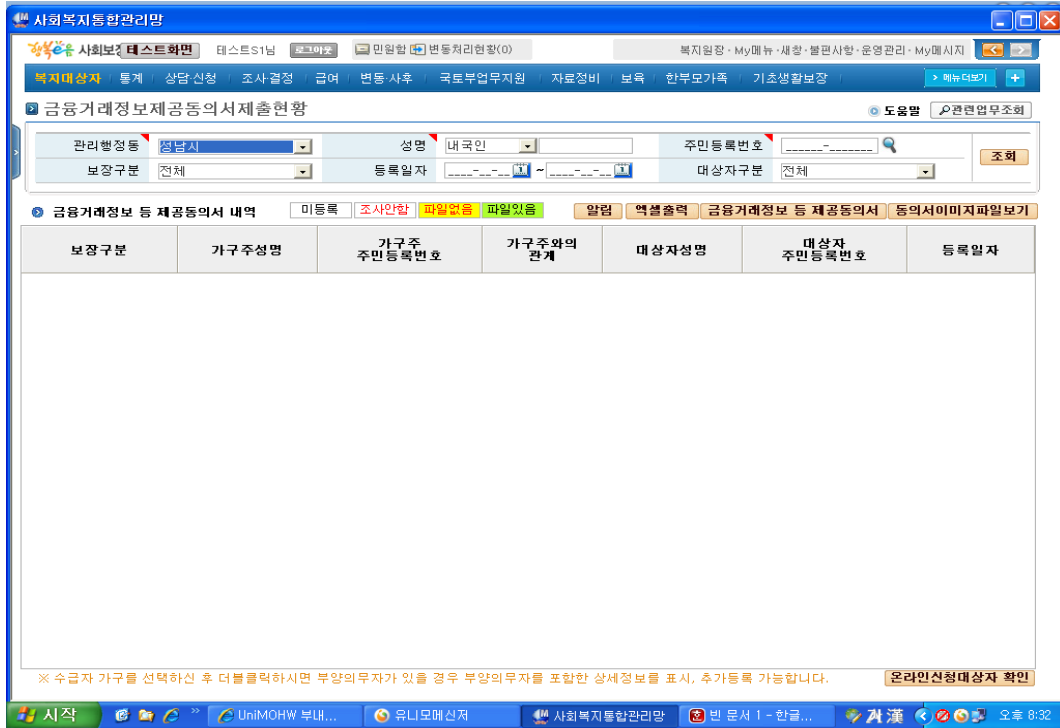 사회복지통합관리망
행복e음 사회보장 테스트화면 테스트S1님 로그아웃 민원함 변동처리현황(0) 복지원장 · My메뉴 · 새창 · 불편사항 · 운영관리 · My메시지
복지대상자 통계 상담·신청 조사·결정 급여 변동·사후 국토부업무지원 자료정비 보육 한부모가족 기초생활보장 > 메뉴더보기 +
금융거래정보제공동의서제출현황 도움말 관련업무조회
관리행정동 성남시 성명 내국인 주민등록번호 ______-_______ 조회
보장구분 전체 등록일자 ____-__-__ ~ ____-__-__ 대상자구분 전체
금융거래정보 등 제공동의서 내역 미등록 조사안함 파일없음 파일있음 알림 엑셀출력 금융거래정보 등 제공동의서 동의서이미지파일보기
보장구분 가구주성명 가구주 주민등록번호 가구주와의 관계 대상자성명 대상자 주민등록번호 등록일자
※ 수급자 가구를 선택하신 후 더블클릭하시면 부양의무자가 있을 경우 부양의무자를 포함한 상세정보를 표시, 추가등록 가능합니다. 온라인신청대상자 확인
시작 UniMOHW 부내... 유니모메신저 사회복지통합관리망 빈 문서 1 - 한글... 가 漢 오후 8:32